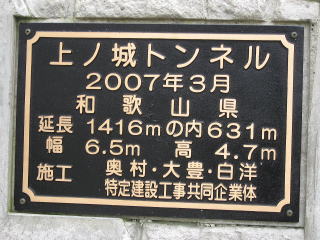 上ノ城トンネル
2007年3月
和歌山県
延長 1416mの内631m
幅 6.5m 高 4.7m
施工 奥村・大豊・白洋
特定建設工事共同企業体